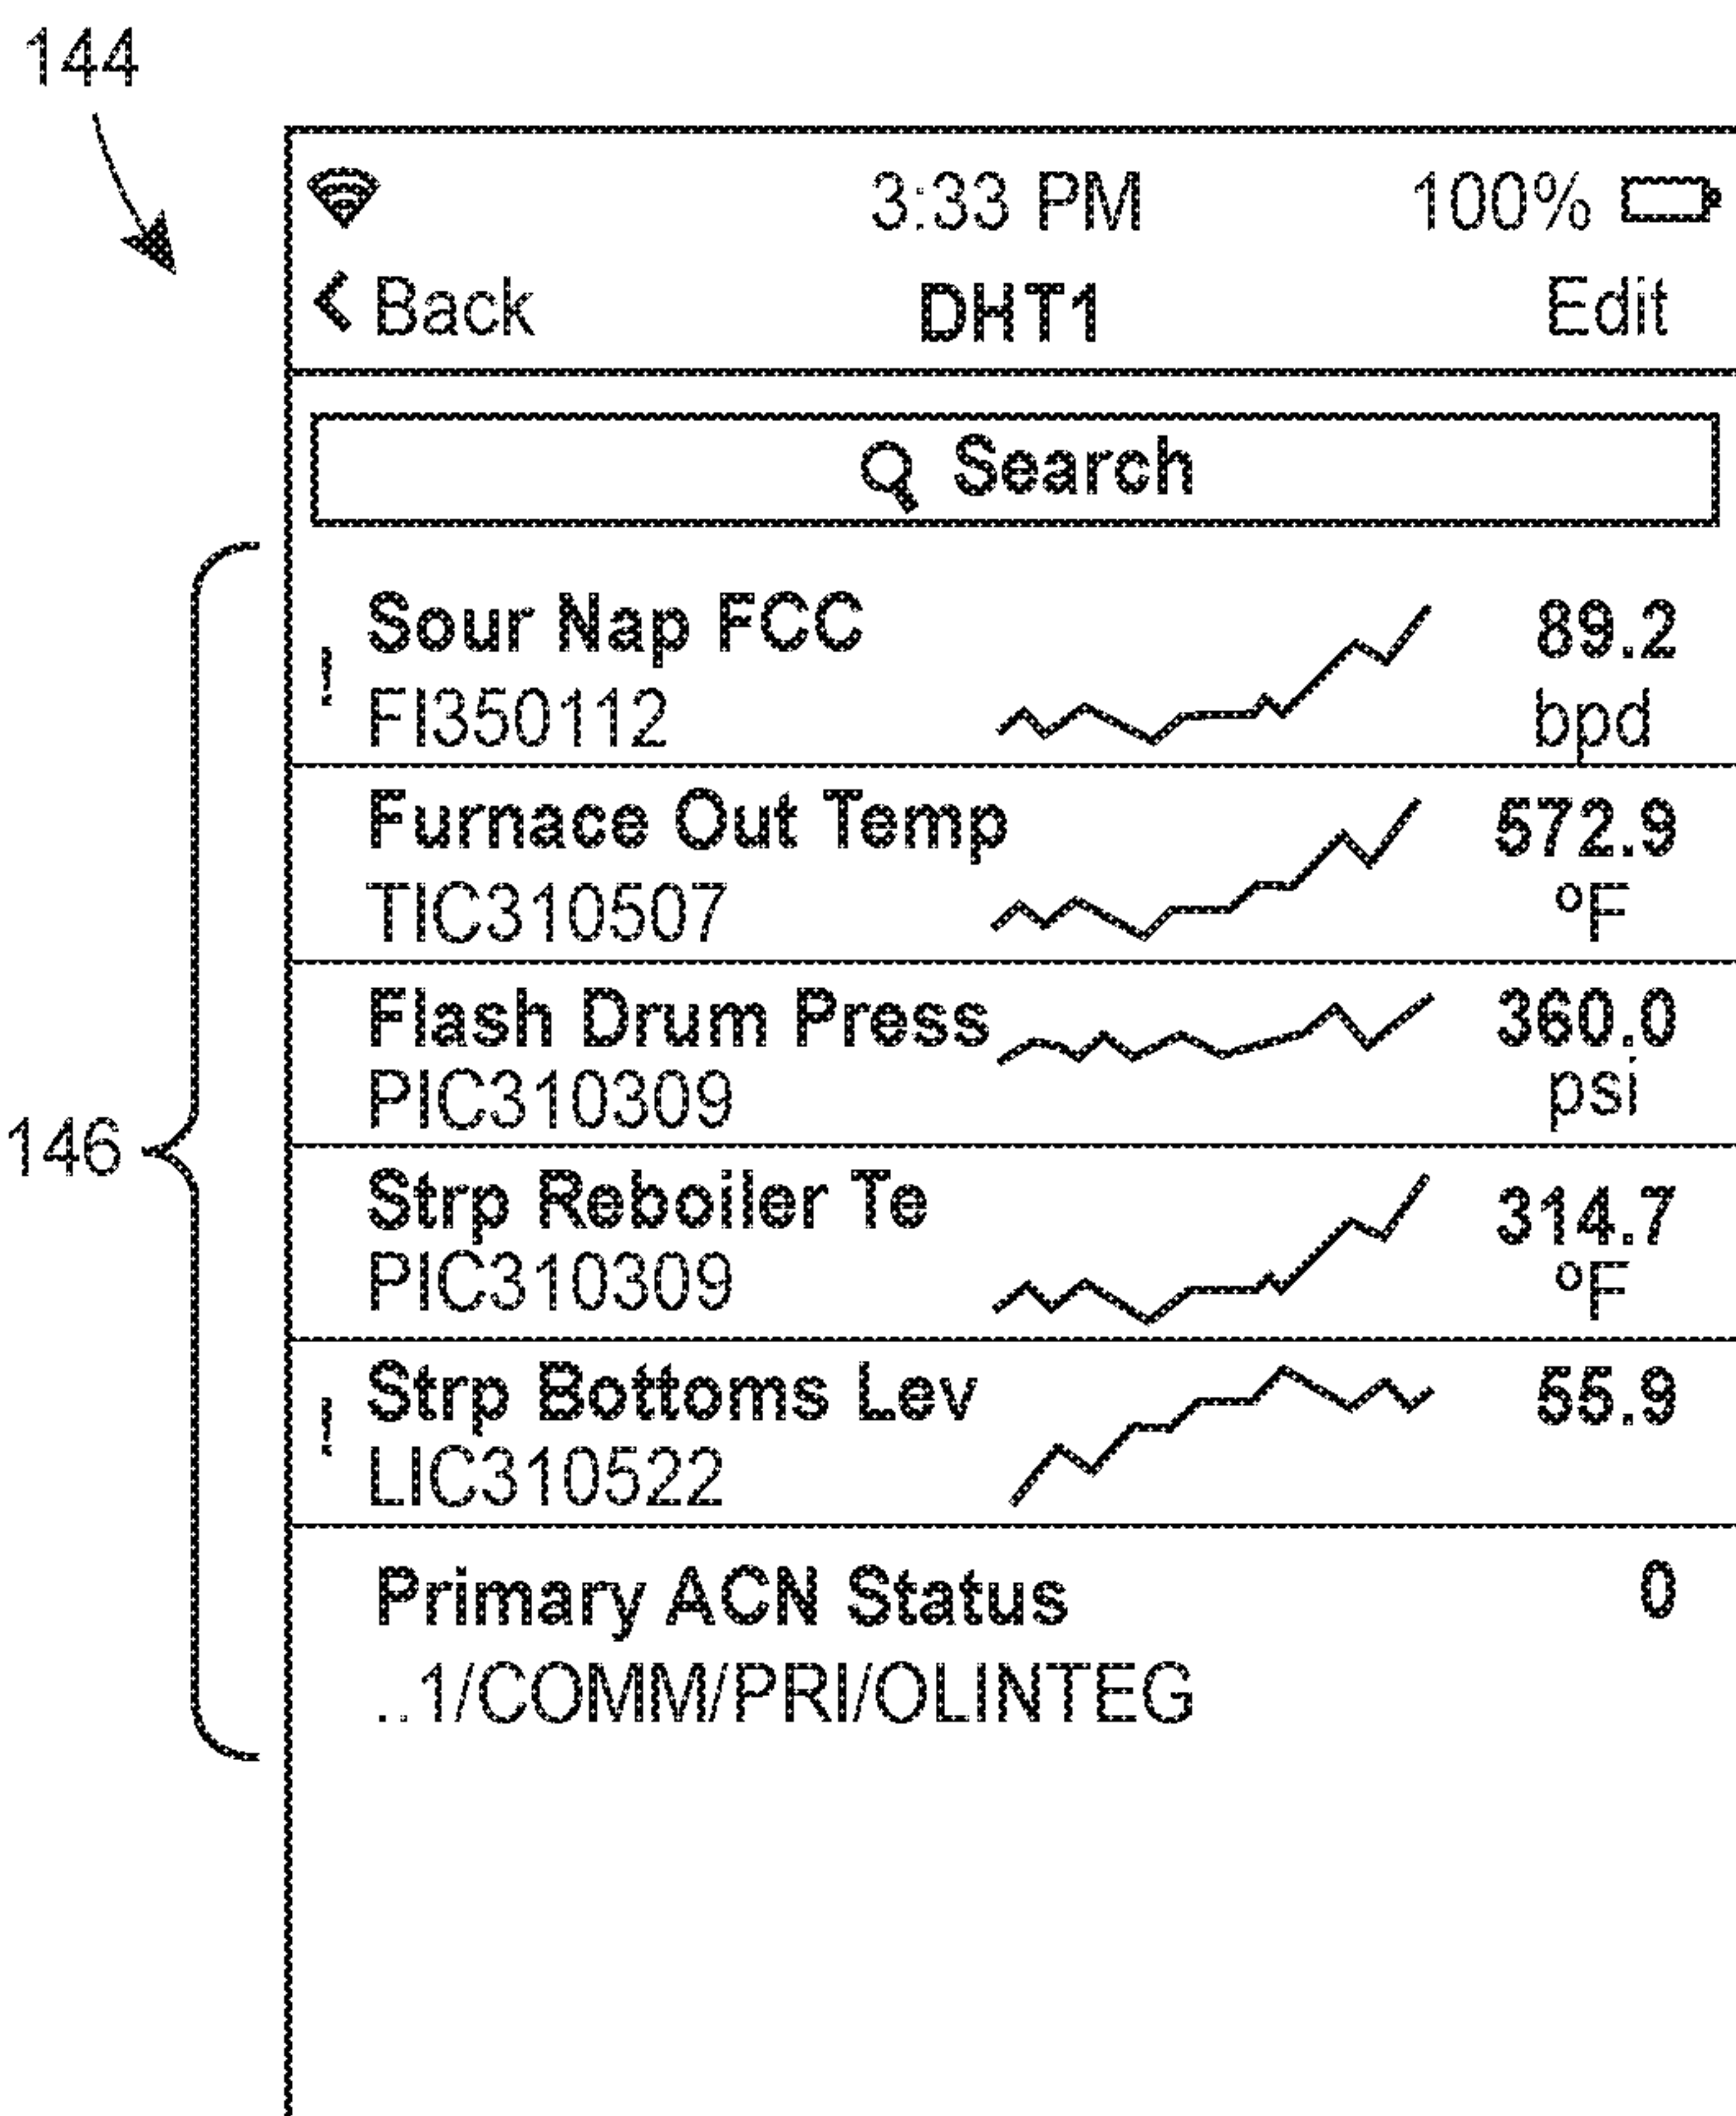 144
3:33 PM 100%
< Back DHT1 Edit
Search
! Sour Nap FCC 89.2
FI350112 bpd
Furnace Out Temp 572.9
TIC310507 °F
Flash Drum Press 360.0
PIC310309 psi
146
Strp Reboiler Te 314.7
PIC310309 °F
! Strp Bottoms Lev 55.9
LIC310522
Primary ACN Status 0
..1/COMM/PRI/OLINTEG